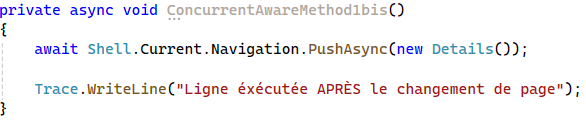 private async void ConcurrentAwareMethod1bis()
{
    await Shell.Current.Navigation.PushAsync(new Details());
    Trace.WriteLine("Ligne éxécutée APRÈS le changement de page");
}